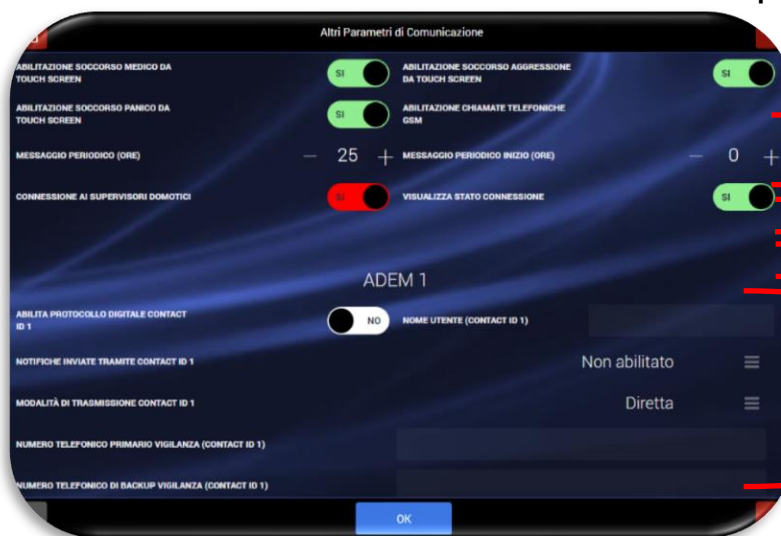 Altri Parametri di Comunicazione
ABILITAZIONE SOCCORSO MEDICO DA
TOUCH SCREEN
SI
ABILITAZIONE SOCCORSO AGGRESSIONE
DA TOUCH SCREEN
SI
ABILITAZIONE SOCCORSO PANICO DA
TOUCH SCREEN
SI
ABILITAZIONE CHIAMATE TELEFONICHE
GSM
MESSAGGIO PERIODICO (ORE)
— 25 +
MESSAGGIO PERIODICO INIZIO (ORE)
— 0 +
CONNESSIONE AI SUPERVISORI DOMOTICI
SI
VISUALIZZA STATO CONNESSIONE
SI
ADEM 1
ABILITA PROTOCOLLO DIGITALE CONTACT
ID 1
NO
NOME UTENTE (CONTACT ID 1)
NOTIFICHE INVIATE TRAMITE CONTACT ID 1
Non abilitato
MODALITÀ DI TRASMISSIONE CONTACT ID 1
Diretta
NUMERO TELEFONICO PRIMARIO VIGILANZA (CONTACT ID 1)
NUMERO TELEFONICO DI BACKUP VIGILANZA (CONTACT ID 1)
OK